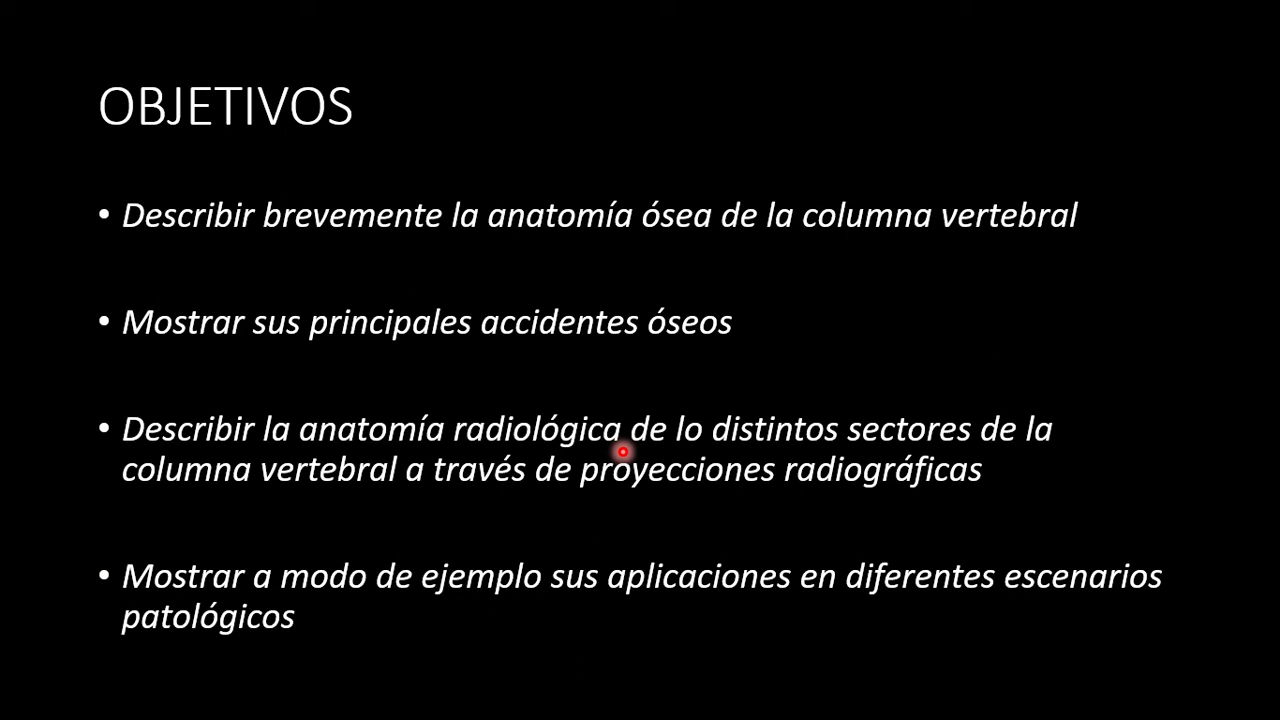 OBJETIVOS
• Describir brevemente la anatomía ósea de la columna vertebral
• Mostrar sus principales accidentes óseos
• Describir la anatomía radiológica de lo distintos sectores de la
columna vertebral a través de proyecciones radiográficas
• Mostrar a modo de ejemplo sus aplicaciones en diferentes escenarios
patológicos